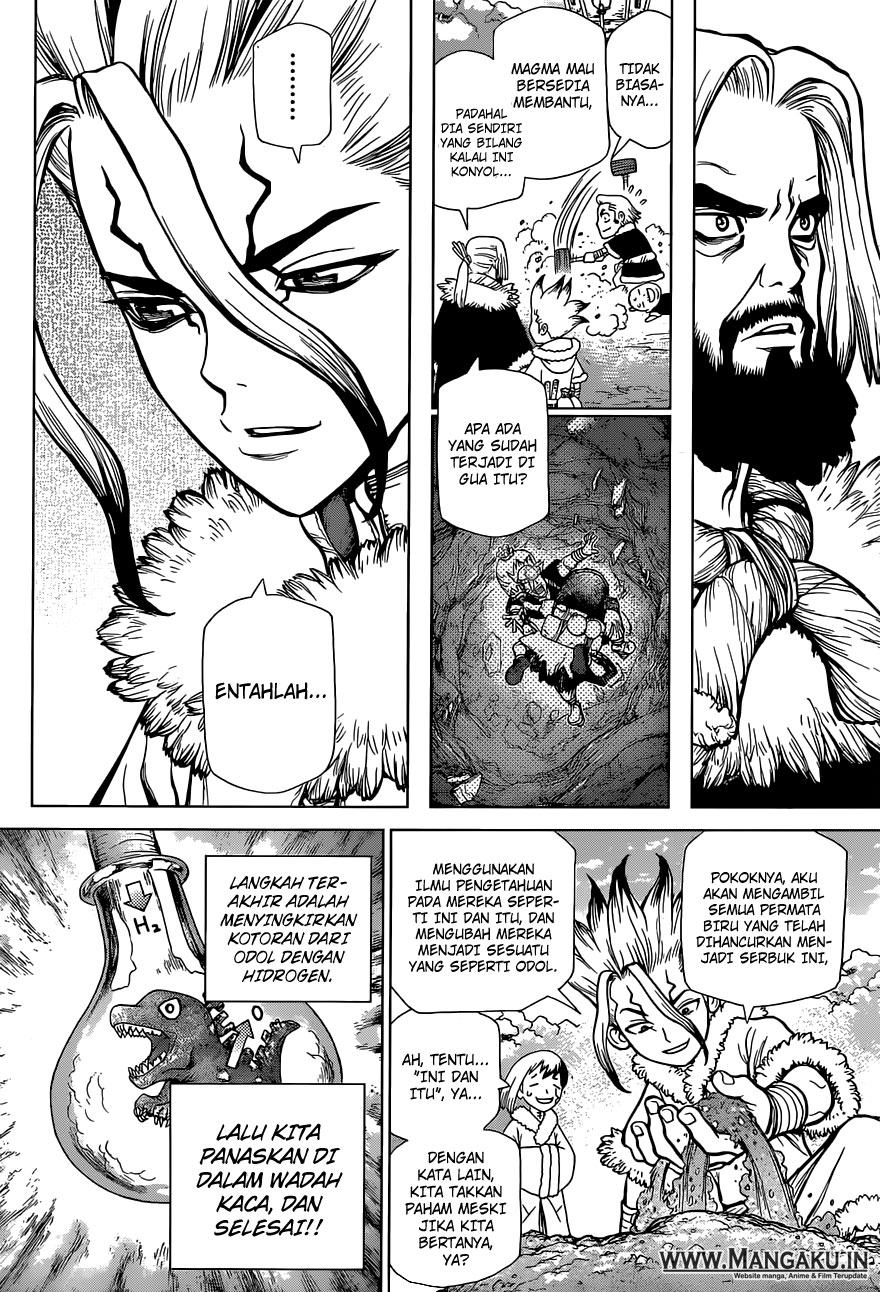 TIDAK
BIASA-
NYA...
MAGMA MAU
BERSEDIA
MEMBANTU,
PADAHAL
DIA SENDIRI
YANG BILANG
KALAU INI
KONYOL...
APA ADA
YANG SUDAH
TERJADI DI
GUA ITU?
........
ENTAHLAH...
POKOKNYA, AKU
AKAN MENGAMBIL
SEMUA PERMATA
BIRU YANG TELAH
DIHANCURKAN MEN-
JADI SERBUK INI,
MENGGUNAKAN
ILMU PENGETAHUAN
PADA MEREKA SEPER-
TI INI DAN ITU, DAN
MENGUBAH MEREKA
MENJADI SESUATU
YANG SEPERTI ODOL.
AH, TENTU...
"INI DAN
ITU", YA...
DENGAN
KATA LAIN,
KITA TAKKAN
PAHAM MESKI
JIKA KITA
BERTANYA,
YA?
LANGKAH TER-
AKHIR ADALAH
MENYINGKIRKAN
KOTORAN DARI
ODOL DENGAN
HIDROGEN.
H2
O
LALU KITA
PANASKAN DI
DALAM WADAH
KACA, DAN
SELESAI!!
WWW.MANGAKU.IN
Website manga, Anime & Film Terupdate